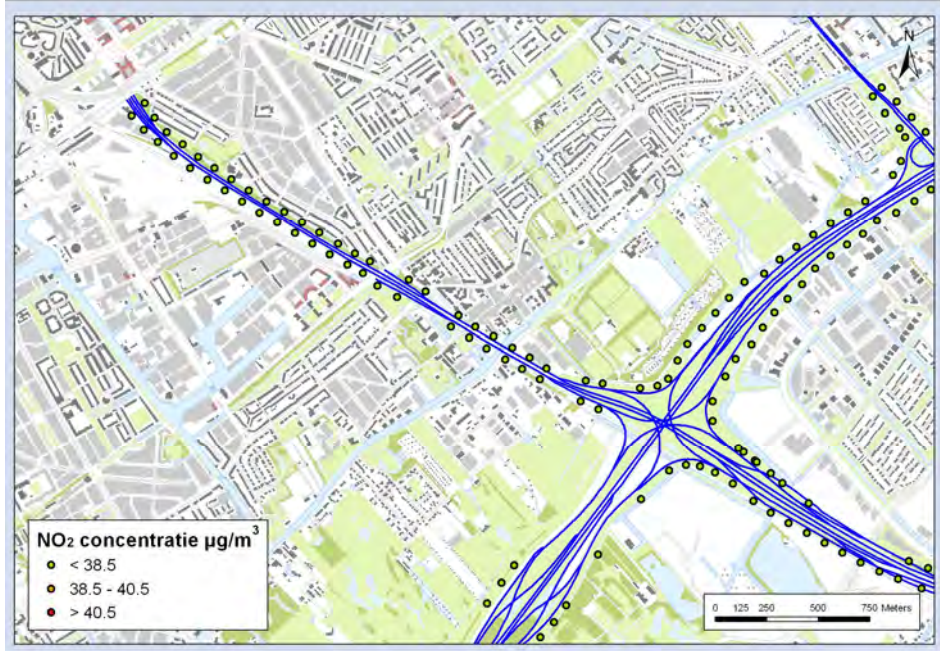 N
NO₂ concentratie µg/m³
< 38.5
38.5 - 40.5
> 40.5
0 125 250 500 750 Meters